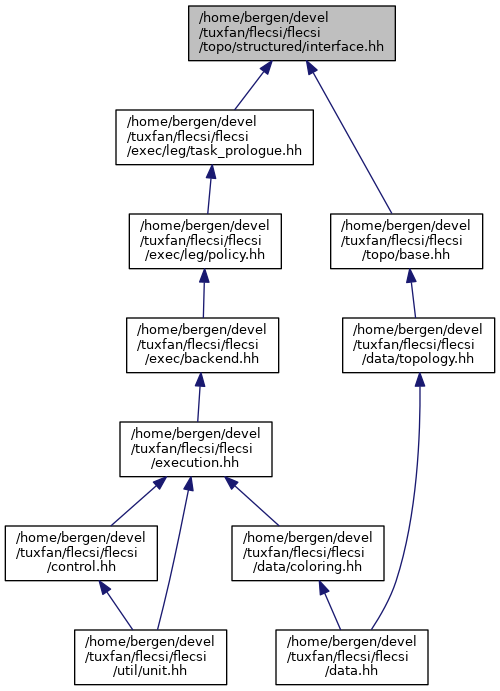 /home/bergen/devel
/tuxfan/flecsi/flecsi
/topo/structured/interface.hh
/home/bergen/devel
/tuxfan/flecsi/flecsi
/exec/leg/task_prologue.hh
/home/bergen/devel
/tuxfan/flecsi/flecsi
/exec/leg/policy.hh
/home/bergen/devel
/tuxfan/flecsi/flecsi
/topo/base.hh
/home/bergen/devel
/tuxfan/flecsi/flecsi
/exec/backend.hh
/home/bergen/devel
/tuxfan/flecsi/flecsi
/data/topology.hh
/home/bergen/devel
/tuxfan/flecsi/flecsi
/execution.hh
/home/bergen/devel
/tuxfan/flecsi/flecsi
/control.hh
/home/bergen/devel
/tuxfan/flecsi/flecsi
/data/coloring.hh
/home/bergen/devel
/tuxfan/flecsi/flecsi
/util/unit.hh
/home/bergen/devel
/tuxfan/flecsi/flecsi
/data.hh